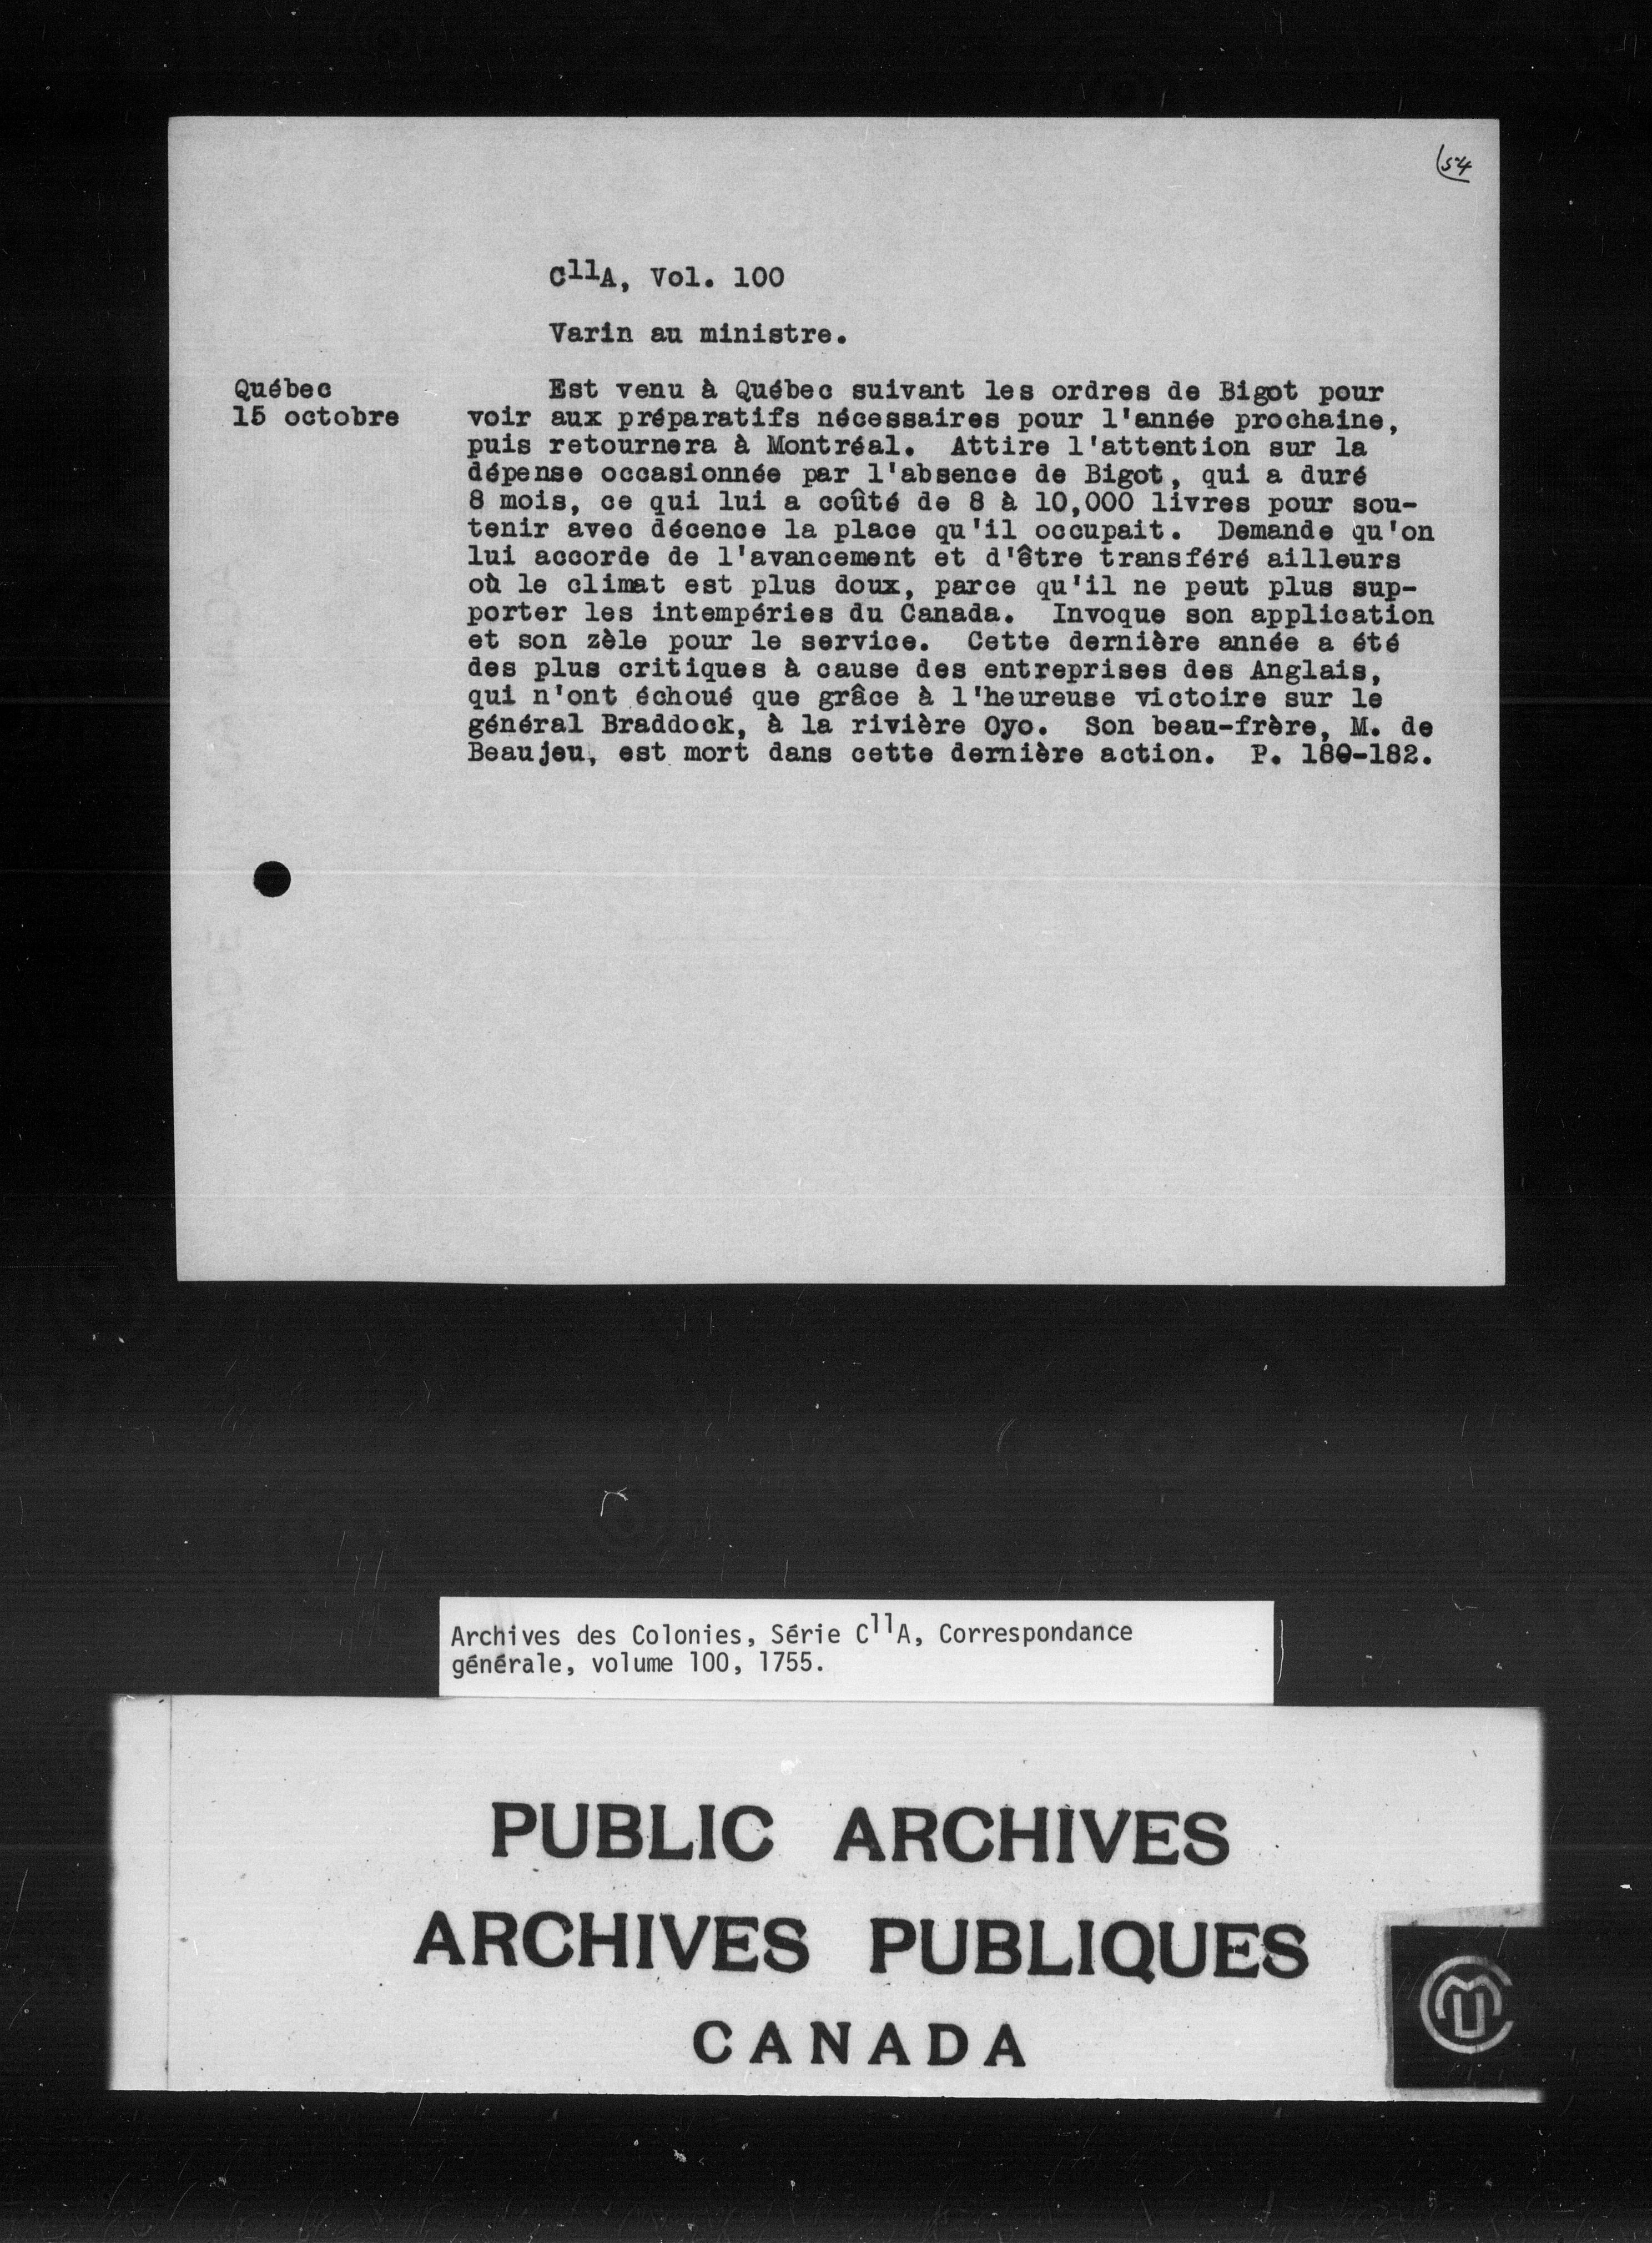 54
C11A, Vol. 100
Varin au ministre.
Québec
15 octobre
Est venu à Québec suivant les ordres de Bigot pour
voir aux préparatifs nécessaires pour l'année prochaine,
puis retournera à Montréal. Attire l'attention sur la
dépense occasionnée par l'absence de Bigot, qui a duré
8 mois, ce qui lui a coûté de 8 à 10,000 livres pour sou-
tenir avec décence la place qu'il occupait. Demande qu'on
lui accorde de l'avancement et d'être transféré ailleurs
où le climat est plus doux, parce qu'il ne peut plus sup-
porter les intempéries du Canada. Invoque son application
et son zèle pour le service. Cette dernière année a été
des plus critiques à cause des entreprises des Anglais,
qui n'ont échoué que grâce à l'heureuse victoire sur le
général Braddock, à la rivière Oyo. Son beau-frère, M. de
Beaujeu, est mort dans cette dernière action. P. 180-182.
Archives des Colonies, Série C11A, Correspondance
générale, volume 100, 1755.
PUBLIC ARCHIVES
ARCHIVES PUBLIQUES
CANADA